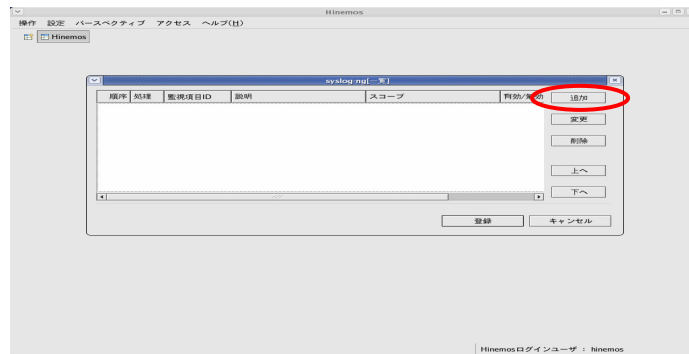 Hinemos
操作 設定 パースペクティブ アクセス ヘルプ(H)
Hinemos
syslog-ng[一覧]
順序 処理 監視項目ID 説明 スコープ 有効/無効
追加
変更
削除
上へ
下へ
登録 キャンセル
Hinemosログインユーザ : hinemos